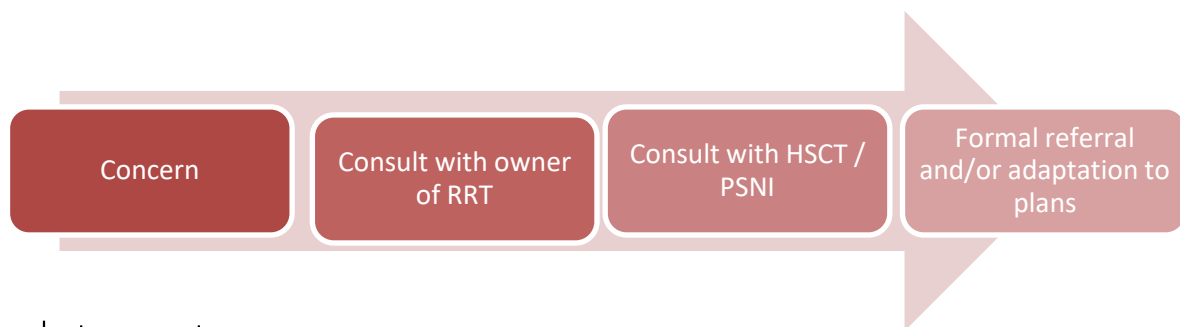 Concern
Consult with owner
of RRT
Consult with HSCT /
PSNI
Formal referral
and/or adaptation to
plans